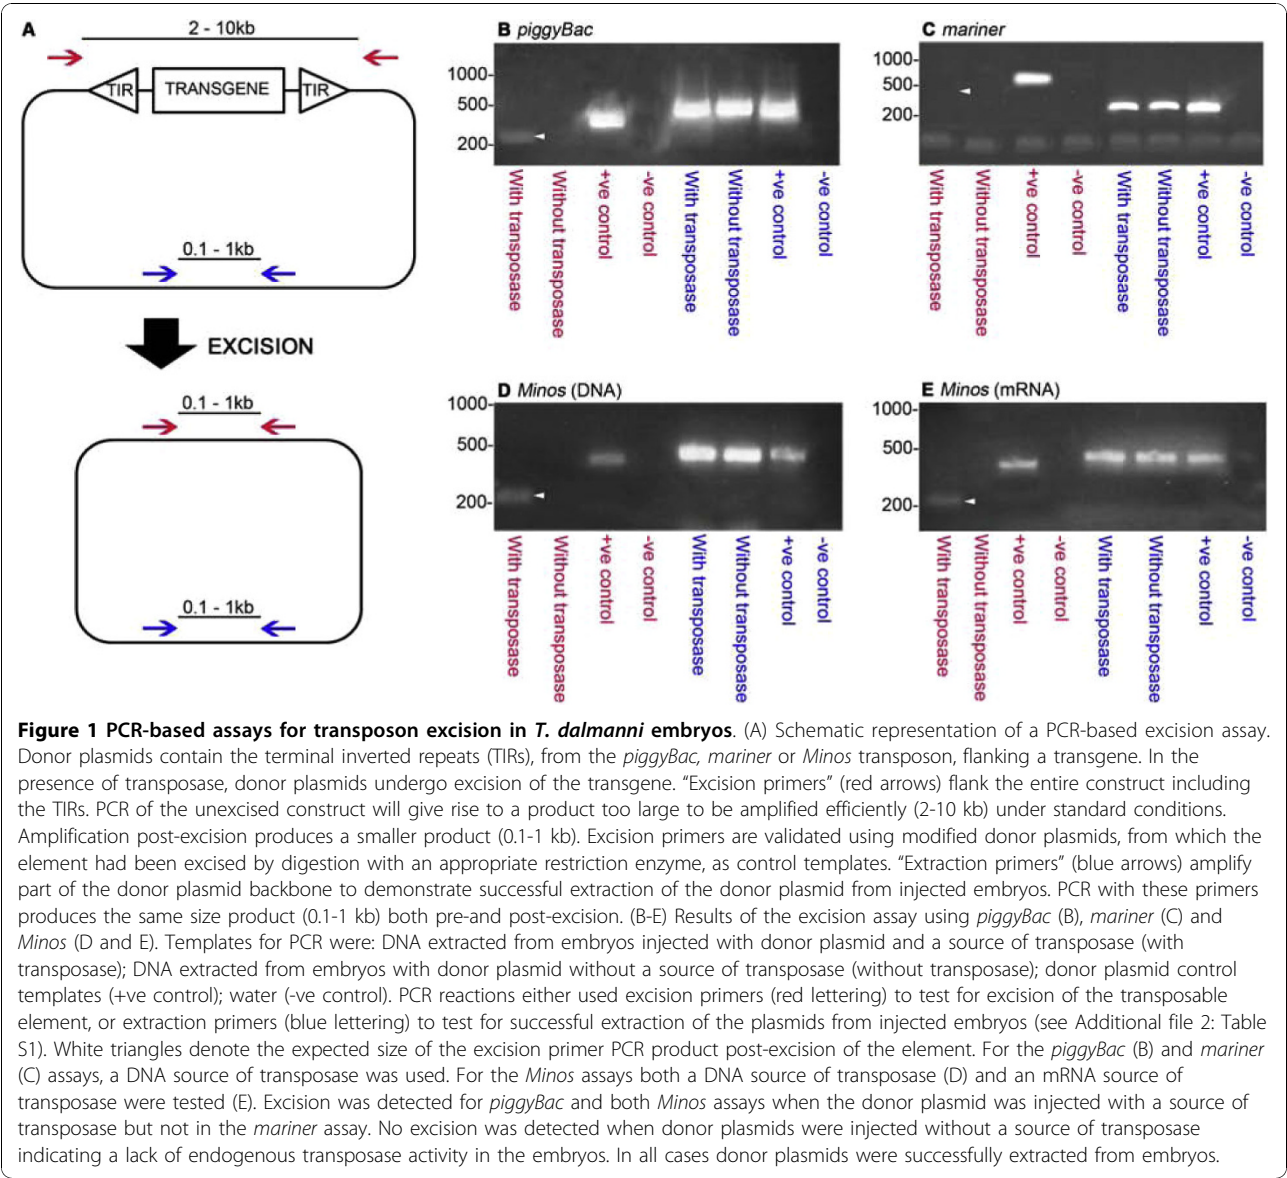 A
2 - 10kb
TIR
TRANSGENE
TIR
0.1 - 1kb
EXCISION
0.1 - 1kb
0.1 - 1kb
B piggyBac
1000-
500-
200-
With transposase
Without transposase
+ve control
-ve control
With transposase
Without transposase
+ve control
-ve control
C mariner
1000-
500-
200-
With transposase
Without transposase
+ve control
-ve control
With transposase
Without transposase
+ve control
-ve control
D Minos (DNA)
1000-
500-
200-
With transposase
Without transposase
+ve control
-ve control
With transposase
Without transposase
+ve control
-ve control
E Minos (mRNA)
1000-
500-
200-
With transposase
Without transposase
+ve control
-ve control
With transposase
Without transposase
+ve control
-ve control
Figure 1 PCR-based assays for transposon excision in T. dalmanni embryos. (A) Schematic representation of a PCR-based excision assay.
Donor plasmids contain the terminal inverted repeats (TIRs), from the piggyBac, mariner or Minos transposon, flanking a transgene. In the
presence of transposase, donor plasmids undergo excision of the transgene. “Excision primers” (red arrows) flank the entire construct including
the TIRs. PCR of the unexcised construct will give rise to a product too large to be amplified efficiently (2-10 kb) under standard conditions.
Amplification post-excision produces a smaller product (0.1-1 kb). Excision primers are validated using modified donor plasmids, from which the
element had been excised by digestion with an appropriate restriction enzyme, as control templates. “Extraction primers” (blue arrows) amplify
part of the donor plasmid backbone to demonstrate successful extraction of the donor plasmid from injected embryos. PCR with these primers
produces the same size product (0.1-1 kb) both pre-and post-excision. (B-E) Results of the excision assay using piggyBac (B), mariner (C) and
Minos (D and E). Templates for PCR were: DNA extracted from embryos injected with donor plasmid and a source of transposase (with
transposase); DNA extracted from embryos with donor plasmid without a source of transposase (without transposase); donor plasmid control
templates (+ve control); water (-ve control). PCR reactions either used excision primers (red lettering) to test for excision of the transposable
element, or extraction primers (blue lettering) to test for successful extraction of the plasmids from injected embryos (see Additional file 2: Table
S1). White triangles denote the expected size of the excision primer PCR product post-excision of the element. For the piggyBac (B) and mariner
(C) assays, a DNA source of transposase was used. For the Minos assays both a DNA source of transposase (D) and an mRNA source of
transposase were tested (E). Excision was detected for piggyBac and both Minos assays when the donor plasmid was injected with a source of
transposase but not in the mariner assay. No excision was detected when donor plasmids were injected without a source of transposase
indicating a lack of endogenous transposase activity in the embryos. In all cases donor plasmids were successfully extracted from embryos.